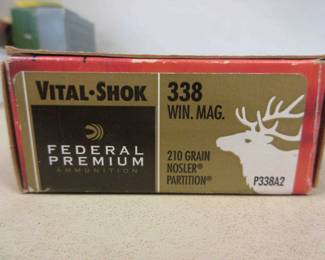 VITAL·SHOK
FEDERAL
PREMIUM
AMMUNITION
338
WIN. MAG.
210 GRAIN
NOSLER®
PARTITION®
P338A2